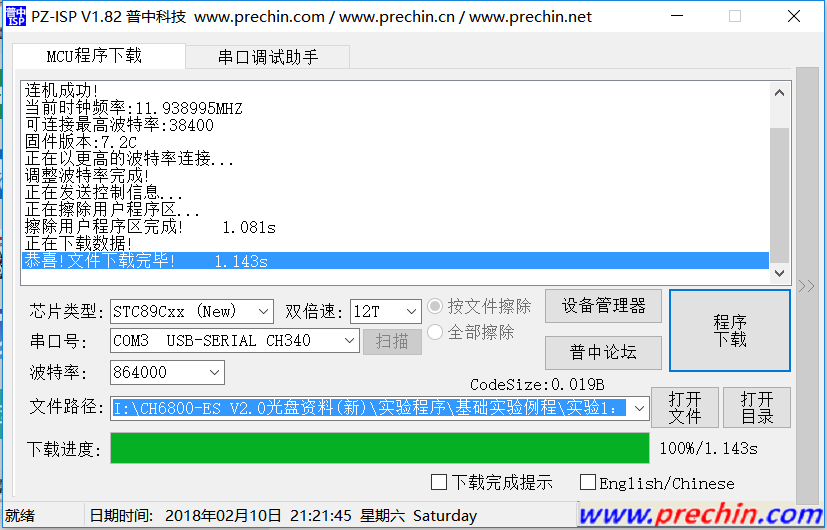 普中ISP PZ-ISP V1.82 普中科技 www.prechin.com / www.prechin.cn / www.prechin.net
MCU程序下载 串口调试助手
连机成功!
当前时钟频率:11.938995MHZ
可连接最高波特率:38400
固件版本:7.2C
正在以更高的波特率连接...
调整波特率完成!
正在发送控制信息...
正在擦除用户程序区...
擦除用户程序区完成! 1.081s
正在下载数据!
恭喜!文件下载完毕! 1.143s
芯片类型: STC89Cxx (New) 双倍速: 12T 按文件擦除 设备管理器 程序
下载
串口号: COM3 USB-SERIAL CH340 扫描 全部擦除 普中论坛
波特率: 864000
CodeSize:0.019B
文件路径: I:\CH6800-ES V2.0光盘资料(新)\实验程序\基础实验例程\实验1: 打开
文件 打开
目录
下载进度: 100%/1.143s
下载完成提示 English/Chinese
就绪 日期时间: 2018年02月10日 21:21:45 星期六 Saturday www.prechin.com